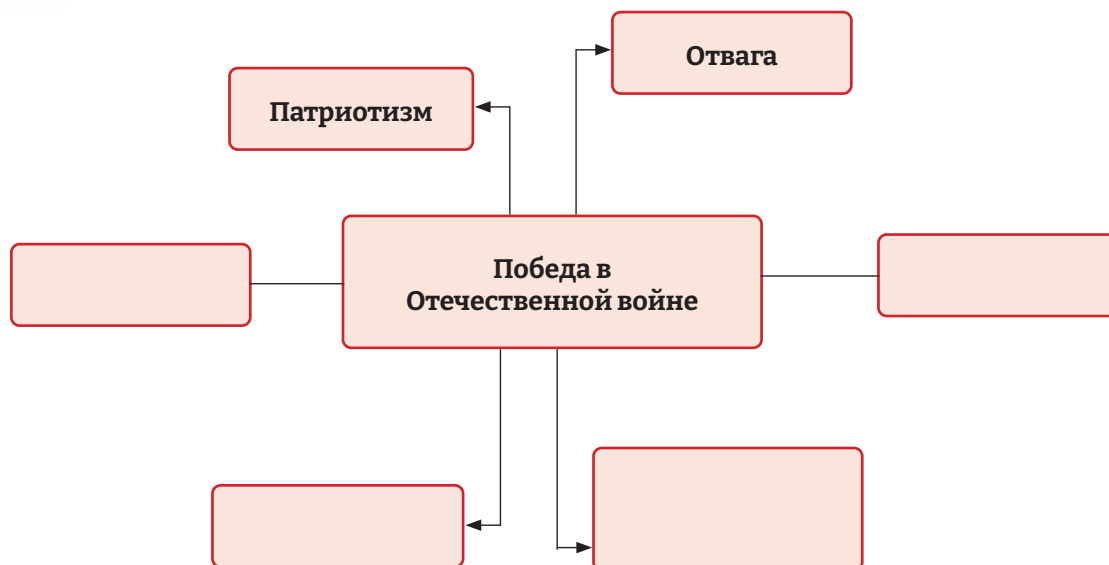 Отвага
Патриотизм
Победа в
Отечественной войне